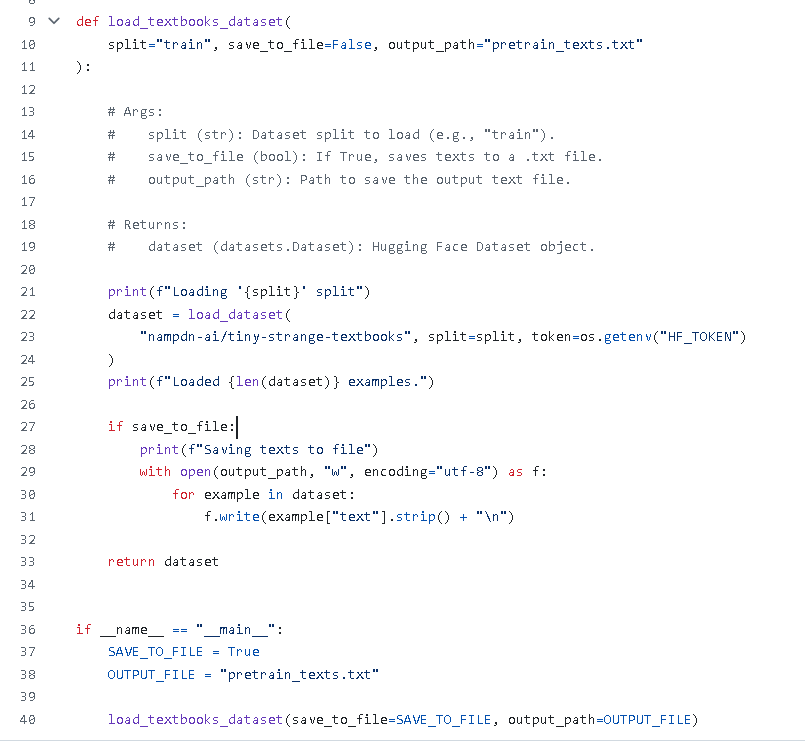 9 def load_textbooks_dataset(
10     split="train", save_to_file=False, output_path="pretrain_texts.txt"
11 ):
12
13     # Args:
14     #    split (str): Dataset split to load (e.g., "train").
15     #    save_to_file (bool): If True, saves texts to a .txt file.
16     #    output_path (str): Path to save the output text file.
17
18     # Returns:
19     #    dataset (datasets.Dataset): Hugging Face Dataset object.
20
21     print(f"Loading '{split}' split")
22     dataset = load_dataset(
23         "nampdn-ai/tiny-strange-textbooks", split=split, token=os.getenv("HF_TOKEN")
24     )
25     print(f"Loaded {len(dataset)} examples.")
26
27     if save_to_file:
28         print(f"Saving texts to file")
29         with open(output_path, "w", encoding="utf-8") as f:
30             for example in dataset:
31                 f.write(example["text"].strip() + "\n")
32
33     return dataset
34
35
36 if __name__ == "__main__":
37     SAVE_TO_FILE = True
38     OUTPUT_FILE = "pretrain_texts.txt"
39
40     load_textbooks_dataset(save_to_file=SAVE_TO_FILE, output_path=OUTPUT_FILE)